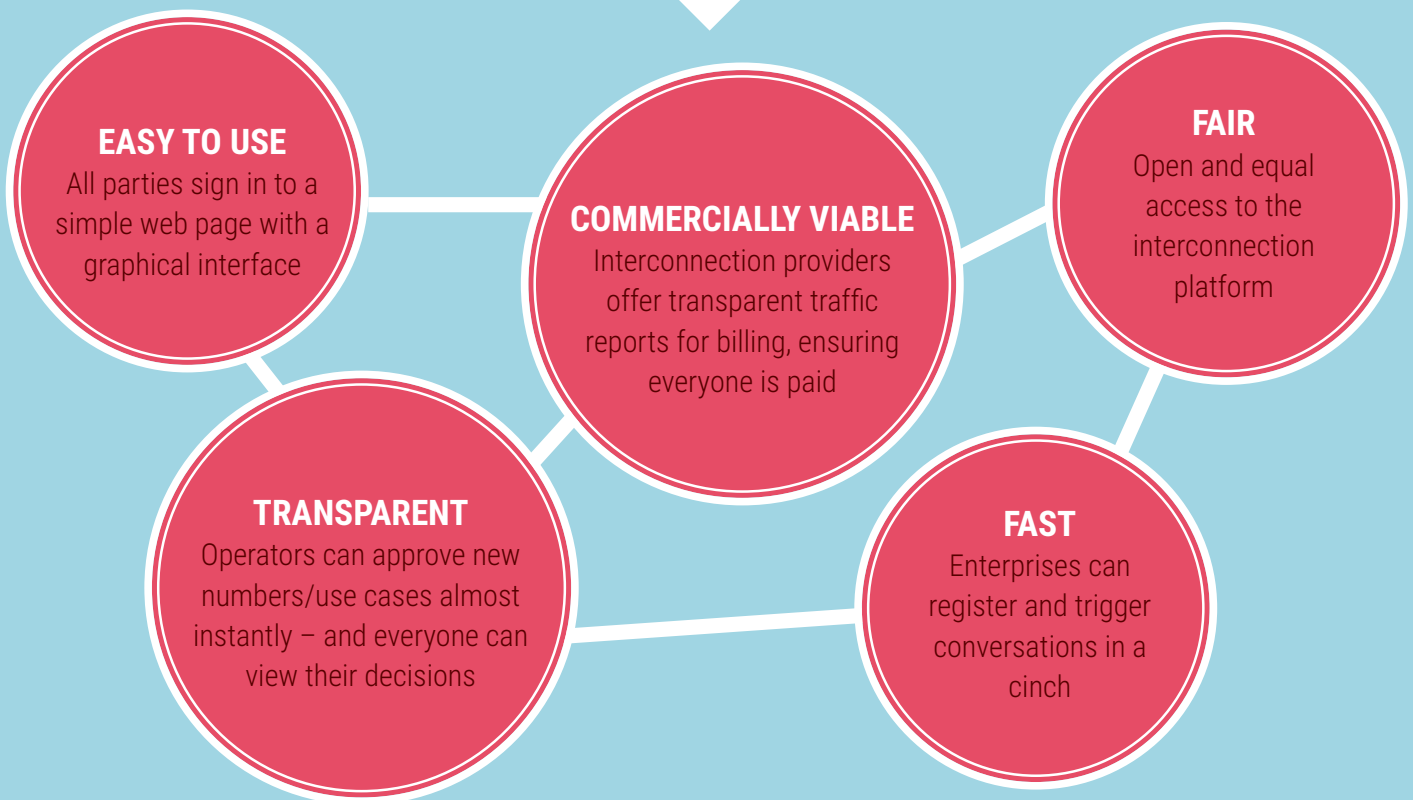 EASY TO USE
All parties sign in to a
simple web page with a
graphical interface
COMMERCIALLY VIABLE
Interconnection providers
offer transparent traffic
reports for billing, ensuring
everyone is paid
FAIR
Open and equal
access to the
interconnection
platform
TRANSPARENT
Operators can approve new
numbers/use cases almost
instantly – and everyone can
view their decisions
FAST
Enterprises can
register and trigger
conversations in a
cinch